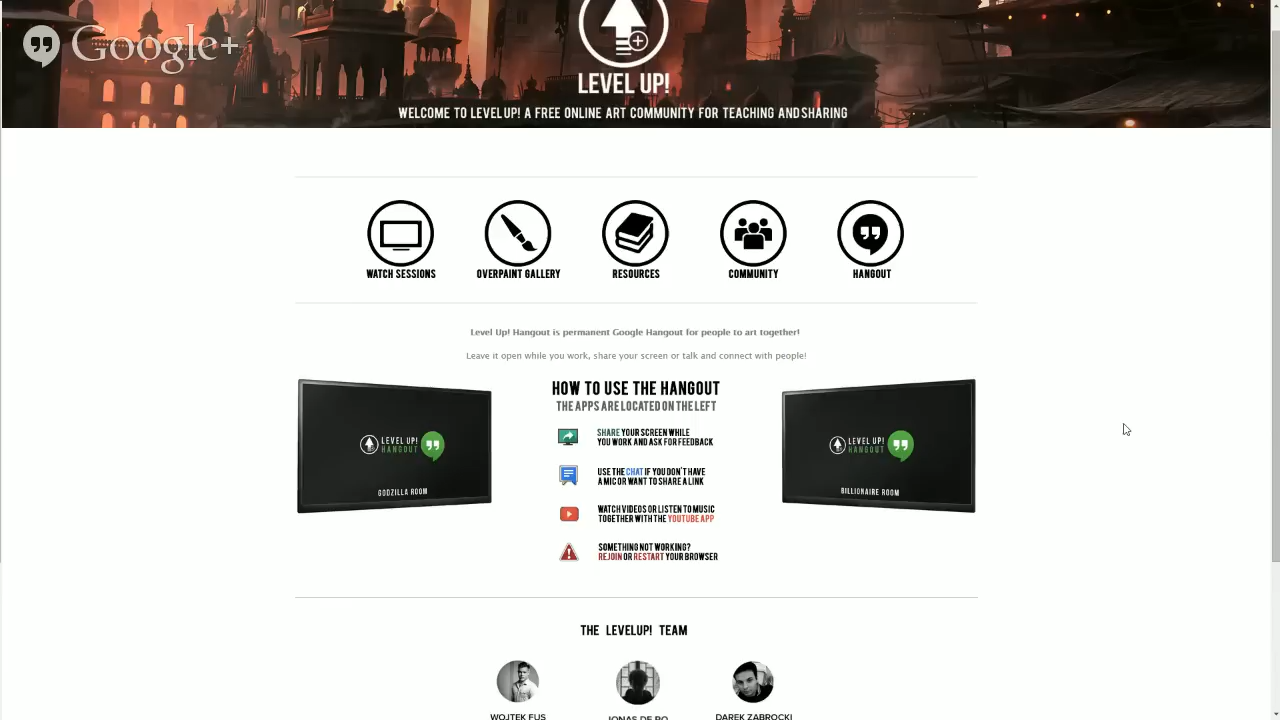 Google+
LEVEL UP!
WELCOME TO LEVEL UP! A FREE ONLINE ART COMMUNITY FOR TEACHING AND SHARING
WATCH SESSIONS
OVERPAINT GALLERY
RESOURCES
COMMUNITY
HANGOUT
Level Up! Hangout is permanent Google Hangout for people to art together!
Leave it open while you work, share your screen or talk and connect with people!
HOW TO USE THE HANGOUT
THE APPS ARE LOCATED ON THE LEFT
SHARE YOUR SCREEN WHILE
YOU WORK AND ASK FOR FEEDBACK
USE THE CHAT IF YOU DON'T HAVE
A MIC OR WANT TO SHARE A LINK
WATCH VIDEOS OR LISTEN TO MUSIC
TOGETHER WITH THE YOUTUBE APP
SOMETHING NOT WORKING?
REJOIN OR RESTART YOUR BROWSER
LEVEL UP!
HANGOUT
GODZILLA ROOM
LEVEL UP!
HANGOUT
BILLIONAIRE ROOM
THE LEVELUP! TEAM
WOJTEK FUS
JONAS DE RO
DAREK ZABROCKI